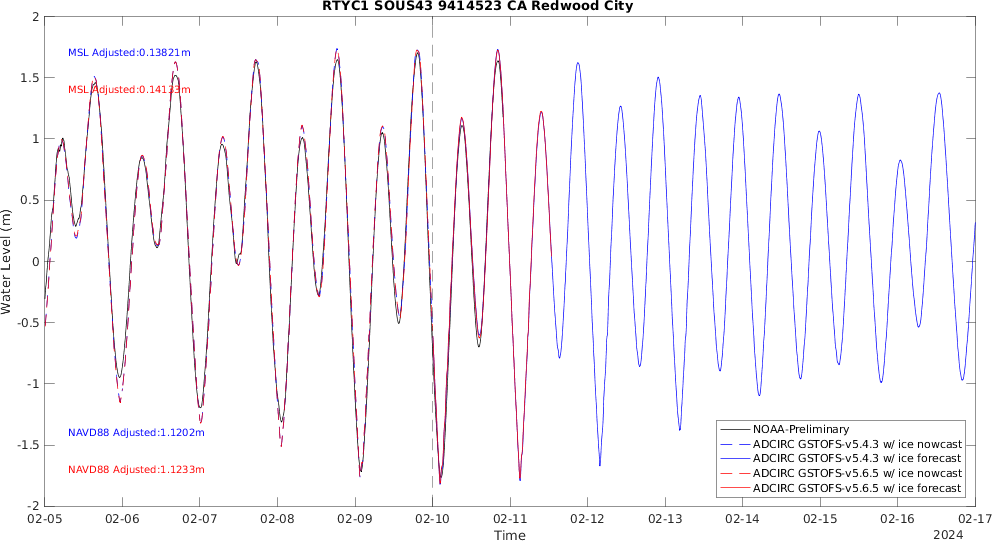 RTYC1 SOUS43 9414523 CA Redwood City
2
1.5
1
0.5
0
-0.5
-1
-1.5
-2
Water Level (m)
MSL Adjusted:0.13821m
MSL Adjusted:0.14133m
NAVD88 Adjusted:1.1202m
NAVD88 Adjusted:1.1233m
NOAA-Preliminary
ADCIRC GSTOFS-v5.4.3 w/ ice nowcast
ADCIRC GSTOFS-v5.4.3 w/ ice forecast
ADCIRC GSTOFS-v5.6.5 w/ ice nowcast
ADCIRC GSTOFS-v5.6.5 w/ ice forecast
02-05 02-06 02-07 02-08 02-09 02-10 02-11 02-12 02-13 02-14 02-15 02-16 02-17
Time
2024